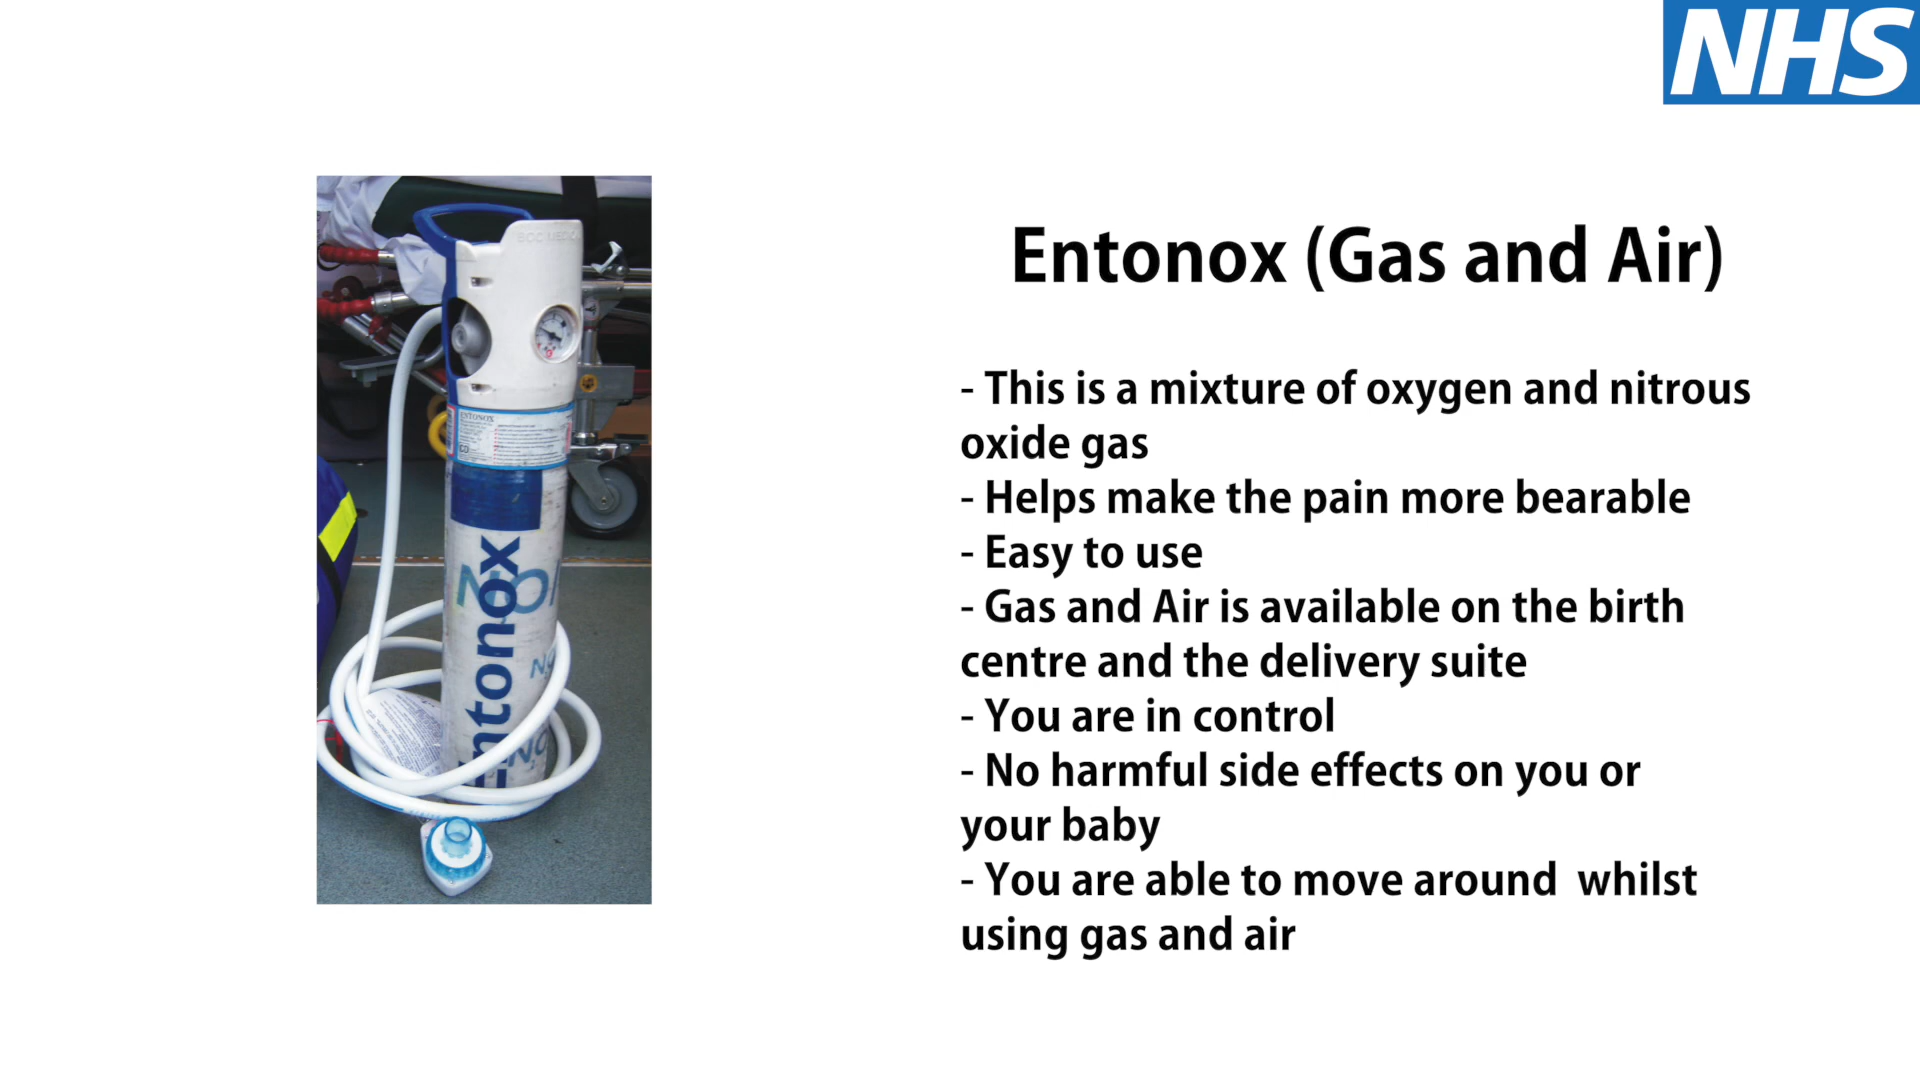 NHS
Entonox (Gas and Air)
- This is a mixture of oxygen and nitrous
oxide gas
- Helps make the pain more bearable
- Easy to use
- Gas and Air is available on the birth
centre and the delivery suite
- You are in control
- No harmful side effects on you or
your baby
- You are able to move around  whilst
using gas and air
ENTONOX
Entonox